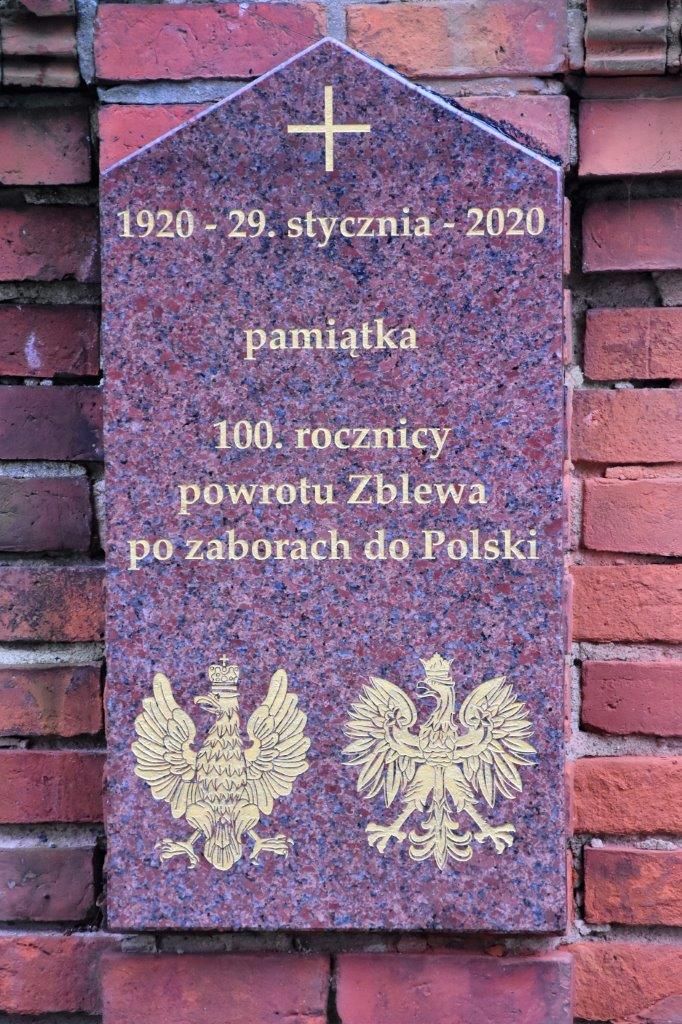 1920 - 29. stycznia - 2020
pamiątka
100. rocznicy
powrotu Zblewa
po zaborach do Polski